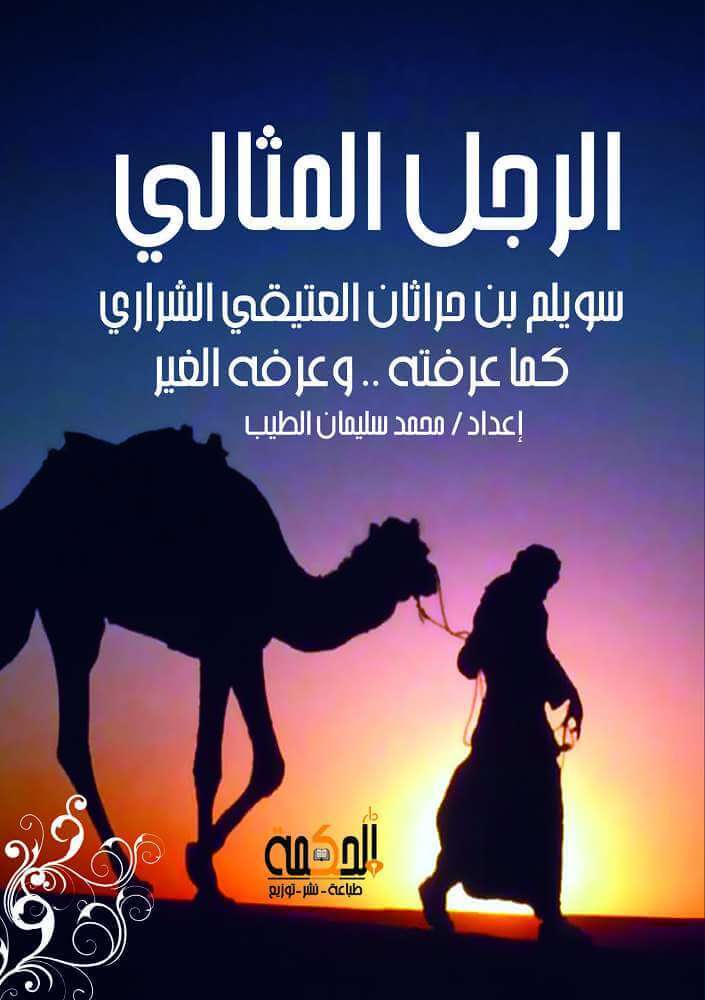 الرجل المثالي
سويلم بن حراثان العتيقي الشراري
كما عرفته .. وعرفه الغير
إعداد / محمد سليمان الطيب
دار
الحكمة
طباعة - نشر - توزيع